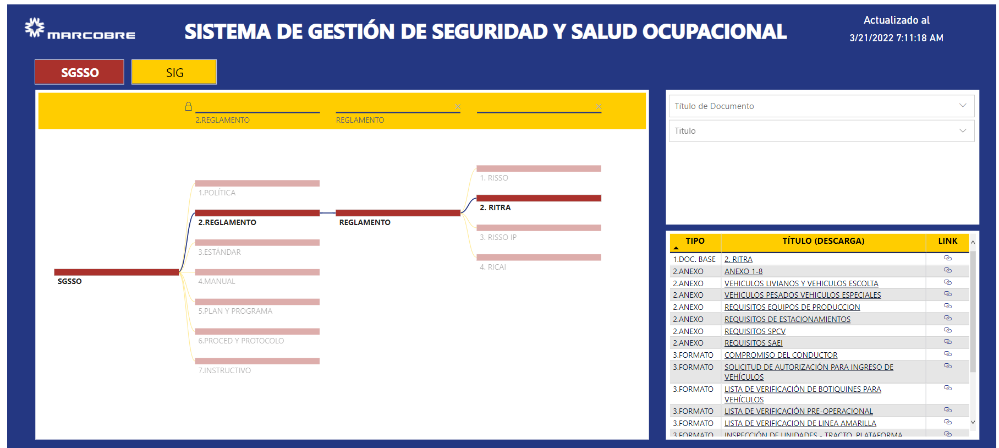 MARCOBRE
SISTEMA DE GESTIÓN DE SEGURIDAD Y SALUD OCUPACIONAL
Actualizado al
3/21/2022 7:11:18 AM
SGSSO
SIG
2.REGLAMENTO
REGLAMENTO
1.POLÍTICA
2.REGLAMENTO
3.ESTÁNDAR
4.MANUAL
5.PLAN Y PROGRAMA
6.PROCED Y PROTOCOLO
7.INSTRUCTIVO
SGSSO
REGLAMENTO
1. RISSO
2. RITRA
3. RISSO IP
4. RICAI
Título de Documento
Titulo
TIPO TÍTULO (DESCARGA) LINK
1.DOC. BASE 2. RITRA
2.ANEXO ANEXO 1-8
2.ANEXO VEHICULOS LIVIANOS Y VEHICULOS ESCOLTA
2.ANEXO VEHICULOS PESADOS VEHICULOS ESPECIALES
2.ANEXO REQUISITOS EQUIPOS DE PRODUCCION
2.ANEXO REQUISITOS DE ESTACIONAMIENTOS
2.ANEXO REQUISITOS SPCV
2.ANEXO REQUISITOS SAEI
3.FORMATO COMPROMISO DEL CONDUCTOR
3.FORMATO SOLICITUD DE AUTORIZACIÓN PARA INGRESO DE
VEHÍCULOS
3.FORMATO LISTA DE VERIFICACIÓN DE BOTIQUINES PARA
VEHÍCULOS
3.FORMATO LISTA DE VERIFICACIÓN PRE-OPERACIONAL
3.FORMATO LISTA DE VERIFICACION DE LINEA AMARILLA
3.FORMATO INSPECCIÓN DE UNIDADES - TRACTO, PLATAFORMA